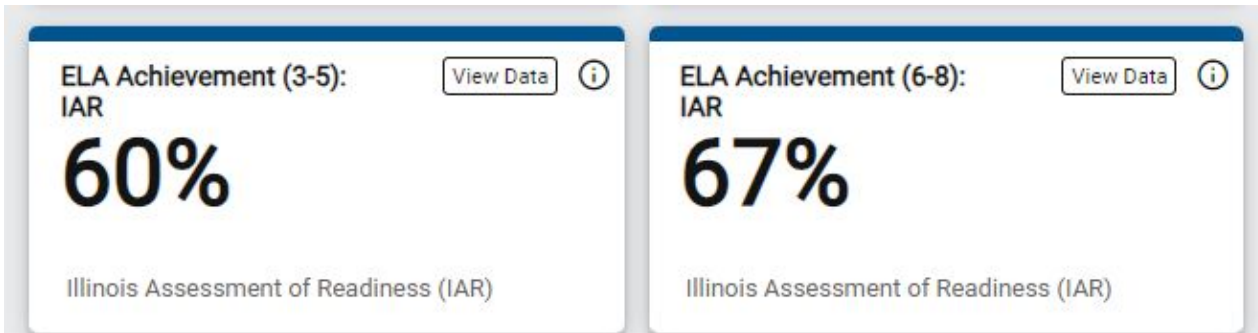 ELA Achievement (3-5):
IAR
View Data
60%
Illinois Assessment of Readiness (IAR)
ELA Achievement (6-8):
IAR
View Data
67%
Illinois Assessment of Readiness (IAR)